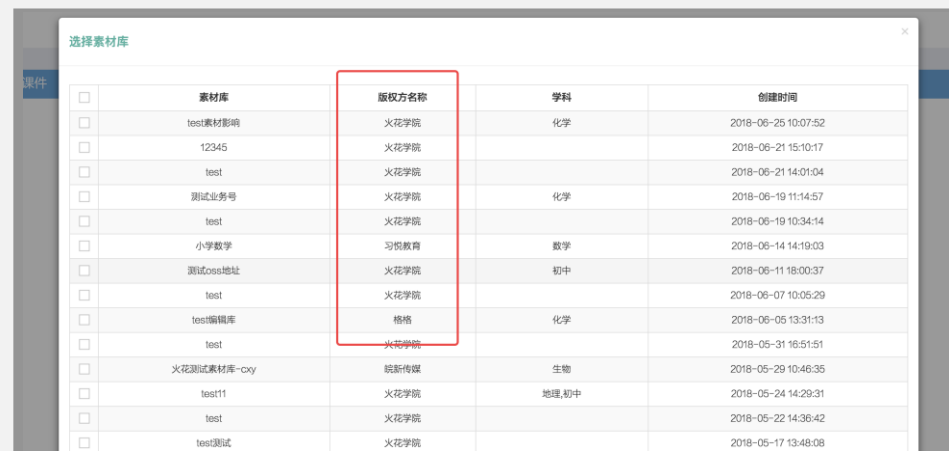 选择素材库
×
课件
素材库 版权方名称 学科 创建时间
test素材影响 火花学院 化学 2018-06-25 10:07:52
12345 火花学院 2018-06-21 15:10:17
test 火花学院 2018-06-21 14:01:04
测试业务号 火花学院 化学 2018-06-19 11:14:57
test 火花学院 2018-06-19 10:34:14
小学数学 习悦教育 数学 2018-06-14 14:19:03
测试oss地址 火花学院 初中 2018-06-11 18:00:37
test 火花学院 2018-06-07 10:05:29
test编辑库 格格 化学 2018-06-05 13:31:13
test 火花学院 2018-05-31 16:51:51
火花测试素材库-cxy 皖新传媒 生物 2018-05-29 10:46:35
test11 火花学院 地理,初中 2018-05-24 14:29:31
test 火花学院 2018-05-22 14:36:42
test测试 火花学院 2018-05-17 13:48:08